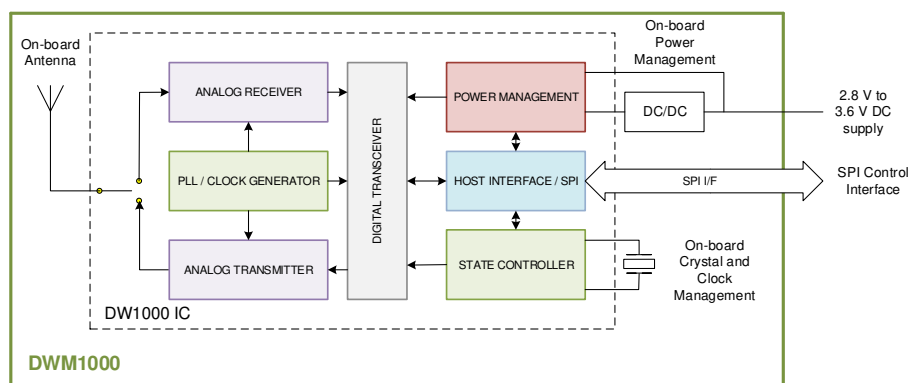 On-board
Antenna
On-board
Power
Management
ANALOG RECEIVER
POWER MANAGEMENT
DC/DC
2.8 V to
3.6 V DC
supply
PLL / CLOCK GENERATOR
DIGITAL TRANSCEIVER
HOST INTERFACE / SPI
SPI I/F
SPI Control
Interface
ANALOG TRANSMITTER
STATE CONTROLLER
On-board
Crystal and
Clock
Management
DW1000 IC
DWM1000